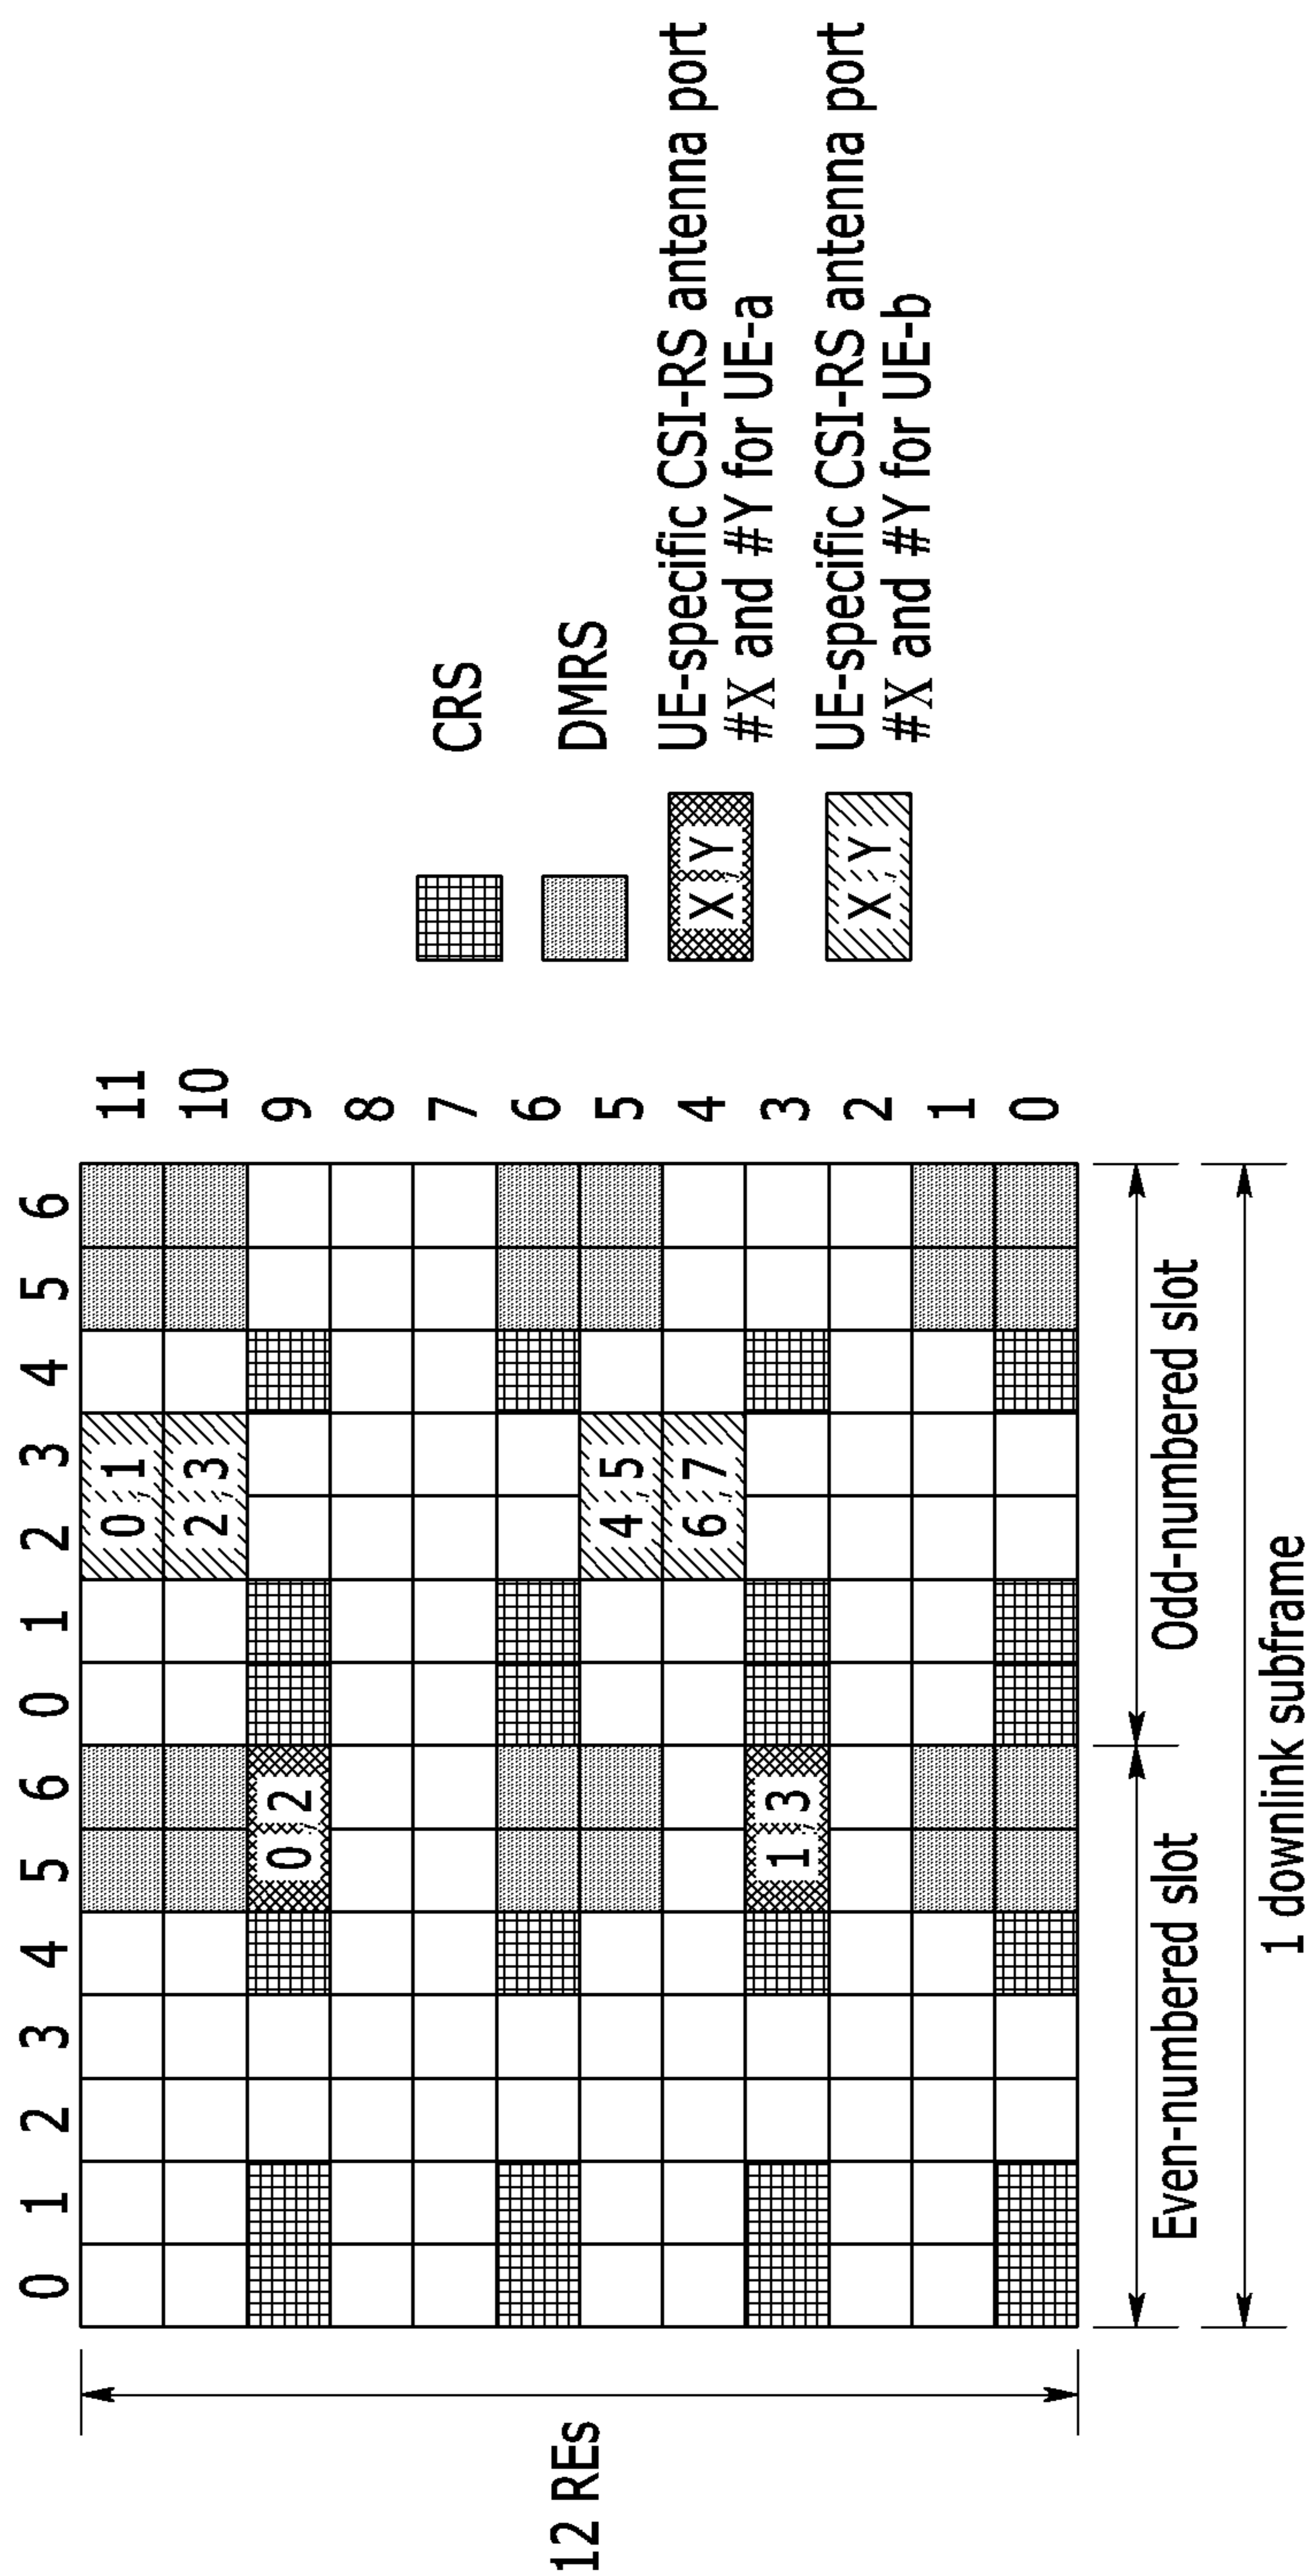 0 1 2 3 4 5 6 0 1 2 3 4 5 6
0,1 11
2,3 10
0,2 9
8
7
6
4,5 5
6,7 4
1,3 3
2
1
0
12 REs
Even-numbered slot
Odd-numbered slot
1 downlink subframe
CRS
DMRS
X,Y UE-specific CSI-RS antenna port
#X and #Y for UE-a
X,Y UE-specific CSI-RS antenna port
#X and #Y for UE-b